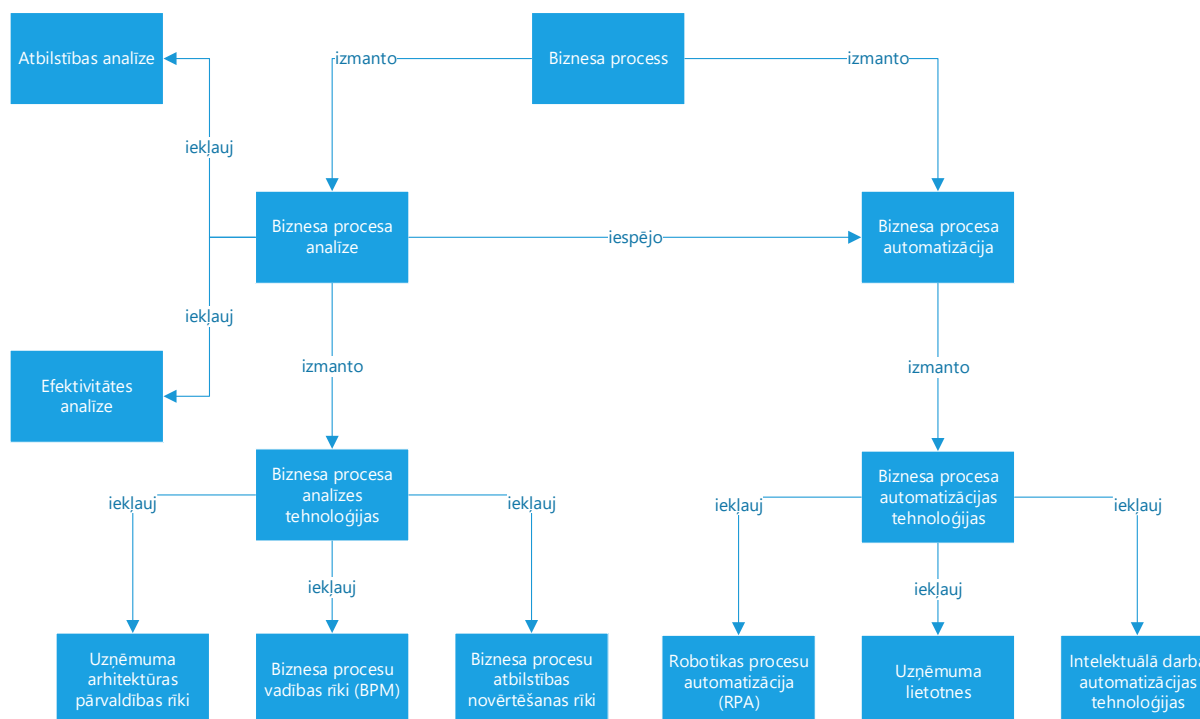 Atbilstības analīze
izmanto
Biznesa process
izmanto
iekļauj
Biznesa procesa
analīze
iespējo
Biznesa procesa
automatizācija
iekļauj
Efektivitātes
analīze
izmanto
izmanto
Biznesa procesa
analīzes
tehnoloģijas
Biznesa procesa
automatizācijas
tehnoloģijas
iekļauj
iekļauj
iekļauj
iekļauj
iekļauj
iekļauj
Uzņēmuma
arhitektūras
pārvaldības rīki
Biznesa procesu
vadības rīki (BPM)
Biznesa procesu
atbilstības
novērtēšanas rīki
Robotikas procesu
automatizācija
(RPA)
Uzņēmuma
lietotnes
Intelektuālā darba
automatizācijas
tehnoloģijas